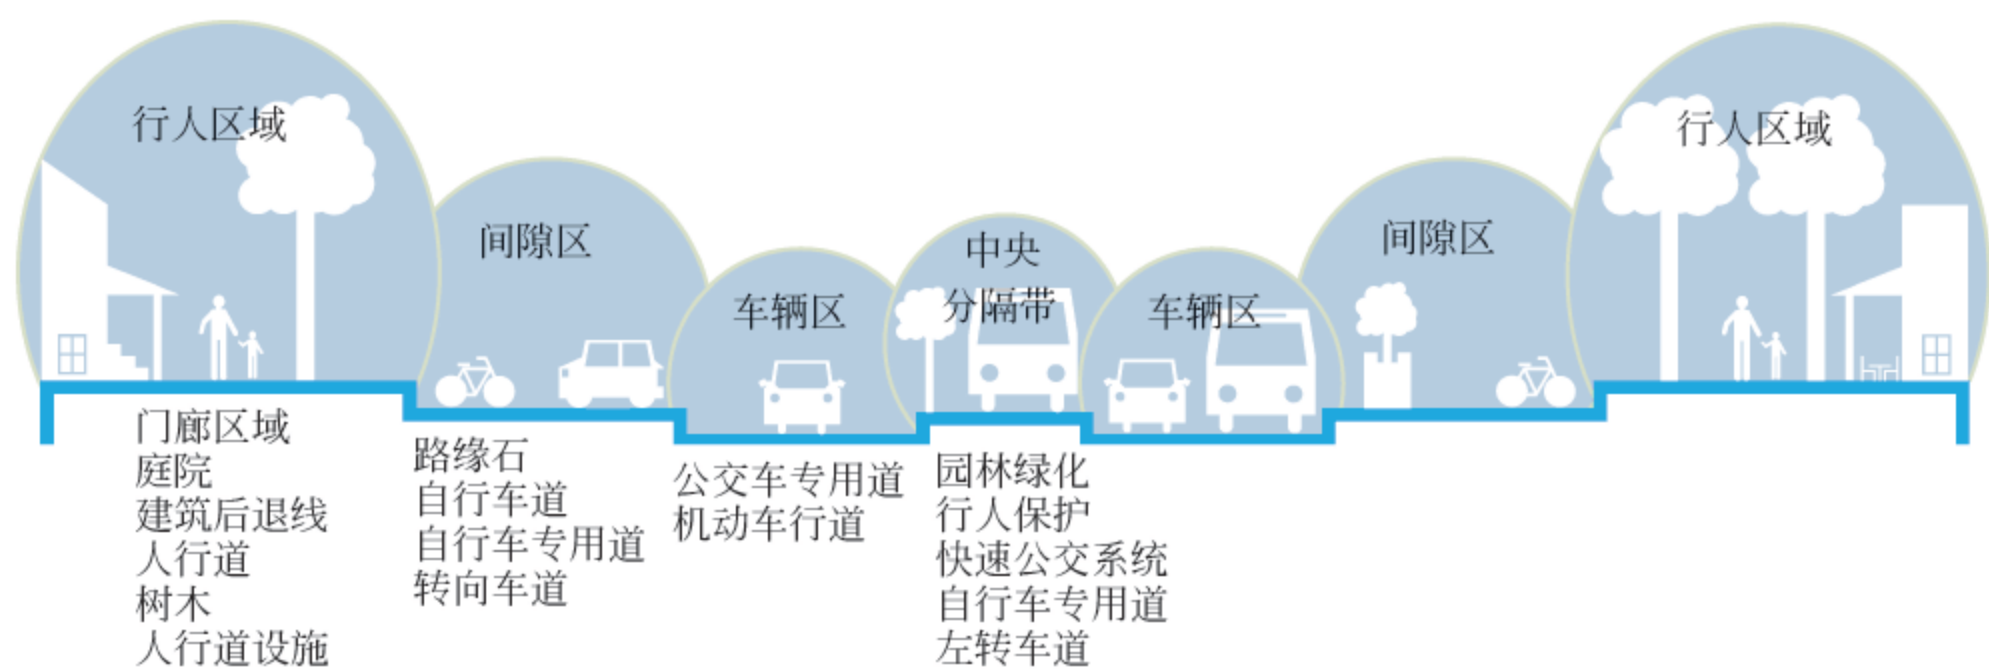 行人区域
间隙区
车辆区
中央
分隔带
车辆区
间隙区
行人区域
门廊区域
庭院
建筑后退线
人行道
树木
人行道设施
路缘石
自行车道
自行车专用道
转向车道
公交车专用道
机动车行道
园林绿化
行人保护
快速公交系统
自行车专用道
左转车道